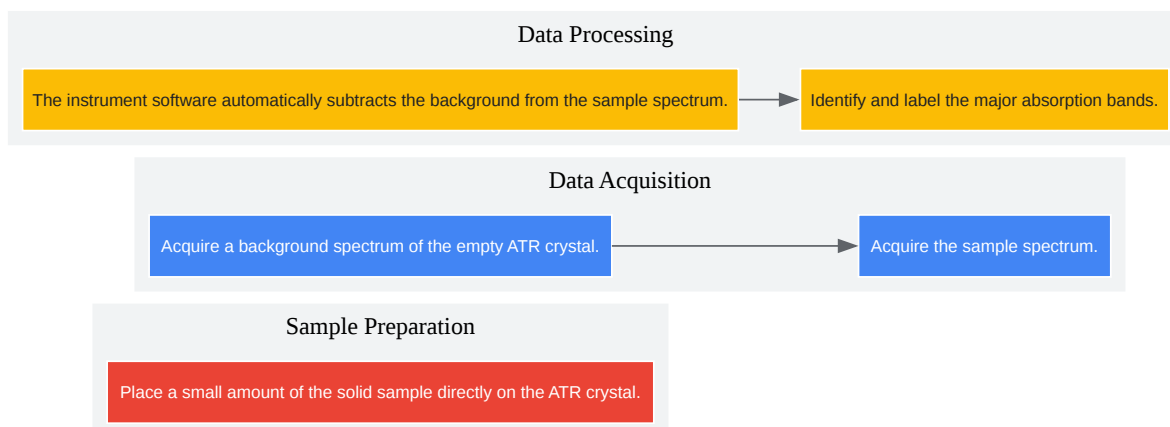 Data Processing
The instrument software automatically subtracts the background from the sample spectrum.
Identify and label the major absorption bands.
Data Acquisition
Acquire a background spectrum of the empty ATR crystal.
Acquire the sample spectrum.
Sample Preparation
Place a small amount of the solid sample directly on the ATR crystal.